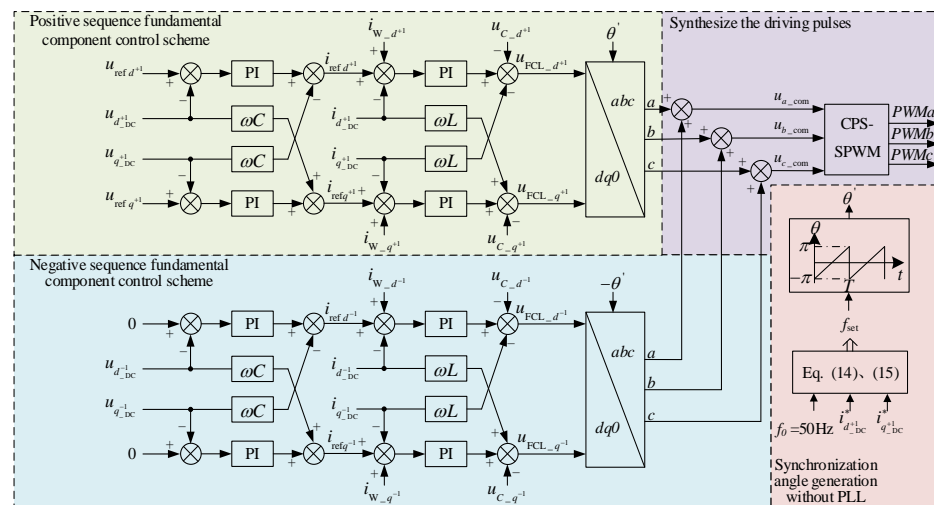 Positive sequence fundamental
component control scheme
i_W_d+1
u_C_d+1
θ'
Synthesize the driving pulses
u_ref d+1
+
PI
+
i_ref d+1
+
+
PI
+
−
u_FCL_d+1
−
−
−
−
u_d+1_DC
ωC
i_d+1_DC
ωL
abc
a
+
u_a_com
+
CPS-
SPWM
PWMa
b
+
u_b_com
+
PWMb
u_q+1_DC
ωC
i_q+1_DC
ωL
c
+
u_c_com
+
PWMc
−
+
−
+
dq0
u_ref q+1
+
PI
+
i_refq+1
+
PI
+
u_FCL_q+1
+
−
i_W_q+1
u_C_q+1
Negative sequence fundamental
component control scheme
i_W_d-1
u_C_d-1
−θ'
0
+
PI
+
i_ref d-1
+
+
PI
+
−
u_FCL_d-1
−
−
−
−
u_d-1_DC
ωC
i_d-1_DC
ωL
abc
a
b
u_q-1_DC
ωC
i_q-1_DC
ωL
c
−
+
−
+
dq0
0
+
PI
+
i_refq-1
+
PI
+
u_FCL_q-1
+
−
i_W_q-1
u_C_q-1
θ'
θ
π
−π
t
T
f_set
Eq. (14)、(15)
f_0 =50Hz
i*_d+1_DC
i*_q+1_DC
Synchronization
angle generation
without PLL